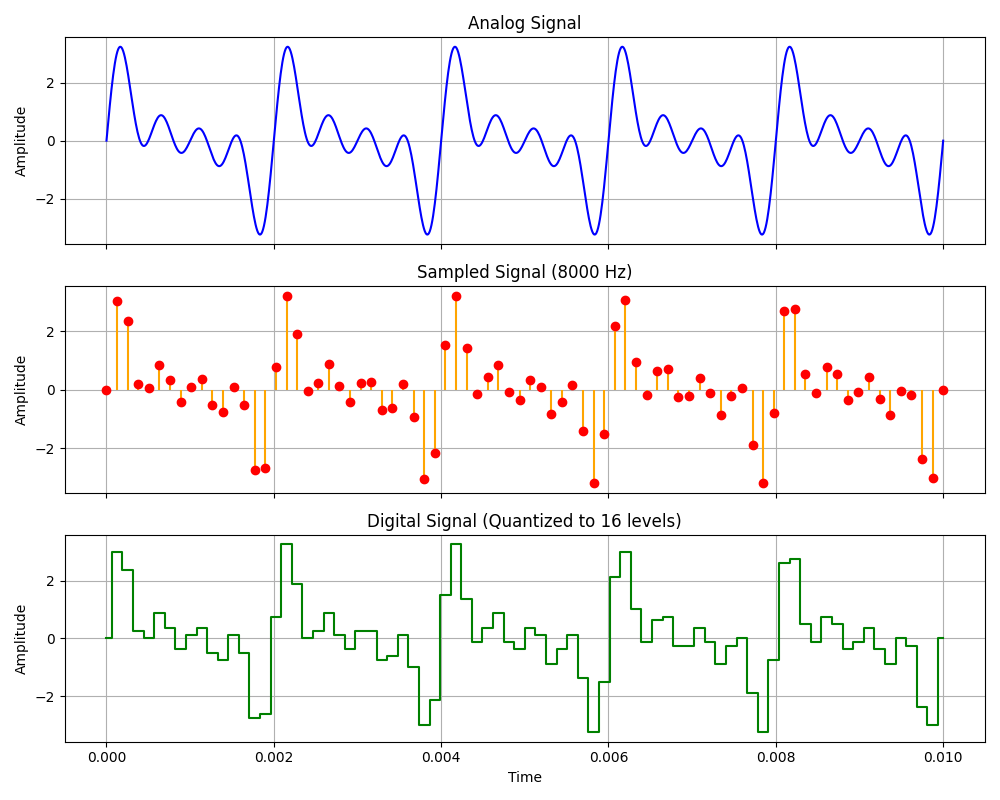 Analog Signal
Amplitude
2
0
−2
Sampled Signal (8000 Hz)
Amplitude
2
0
−2
Digital Signal (Quantized to 16 levels)
Amplitude
2
0
−2
0.000 0.002 0.004 0.006 0.008 0.010
Time